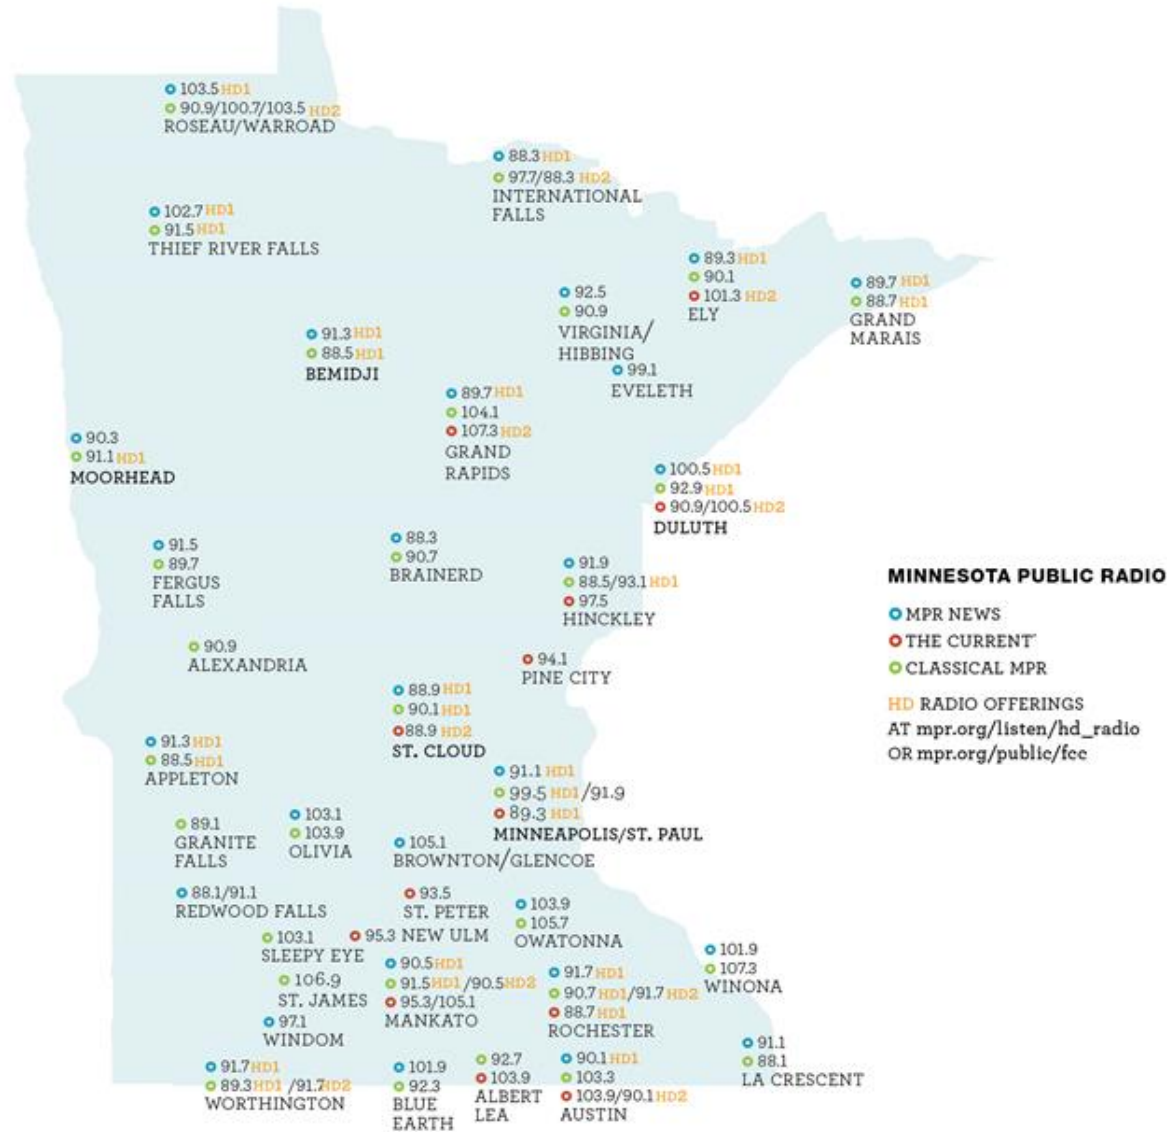 103.5 HD1
90.9/100.7/103.5 HD2
ROSEAU/WARROAD
88.3 HD1
97.7/88.3 HD2
INTERNATIONAL
FALLS
102.7 HD1
91.5 HD1
THIEF RIVER FALLS
89.3 HD1
90.1
101.3 HD2
ELY
89.7 HD1
88.7 HD1
GRAND
MARAIS
92.5
90.9
VIRGINIA/
HIBBING
91.3 HD1
88.5 HD1
BEMIDJI
99.1
EVELETH
89.7 HD1
104.1
107.3 HD2
GRAND
RAPIDS
90.3
91.1 HD1
MOORHEAD
100.5 HD1
92.9 HD1
90.9/100.5 HD2
DULUTH
91.5
89.7
FERGUS
FALLS
88.3
90.7
BRAINERD
91.9
88.5/93.1 HD1
97.5
HINCKLEY
90.9
ALEXANDRIA
94.1
PINE CITY
88.9 HD1
90.1 HD1
88.9 HD2
ST. CLOUD
91.3 HD1
88.5 HD1
APPLETON
91.1 HD1
99.5 HD1 /91.9
89.3 HD1
MINNEAPOLIS/ST. PAUL
89.1
GRANITE
FALLS
103.1
103.9
OLIVIA
105.1
BROWNTON/GLENCOE
88.1/91.1
REDWOOD FALLS
93.5
ST. PETER
103.9
105.7
OWATONNA
103.1
SLEEPY EYE
95.3 NEW ULM
106.9
ST. JAMES
90.5 HD1
91.5 HD1 /90.5 HD2
95.3/105.1
MANKATO
91.7 HD1
90.7 HD1/91.7 HD2
88.7 HD1
ROCHESTER
101.9
107.3
WINONA
97.1
WINDOM
91.7 HD1
89.3 HD1 /91.7 HD2
WORTHINGTON
101.9
92.3
BLUE
EARTH
92.7
103.9
ALBERT
LEA
90.1 HD1
103.3
103.9/90.1 HD2
AUSTIN
91.1
88.1
LA CRESCENT
MINNESOTA PUBLIC RADIO
MPR NEWS
THE CURRENT
CLASSICAL MPR
HD RADIO OFFERINGS
AT mpr.org/listen/hd_radio
OR mpr.org/public/fcc